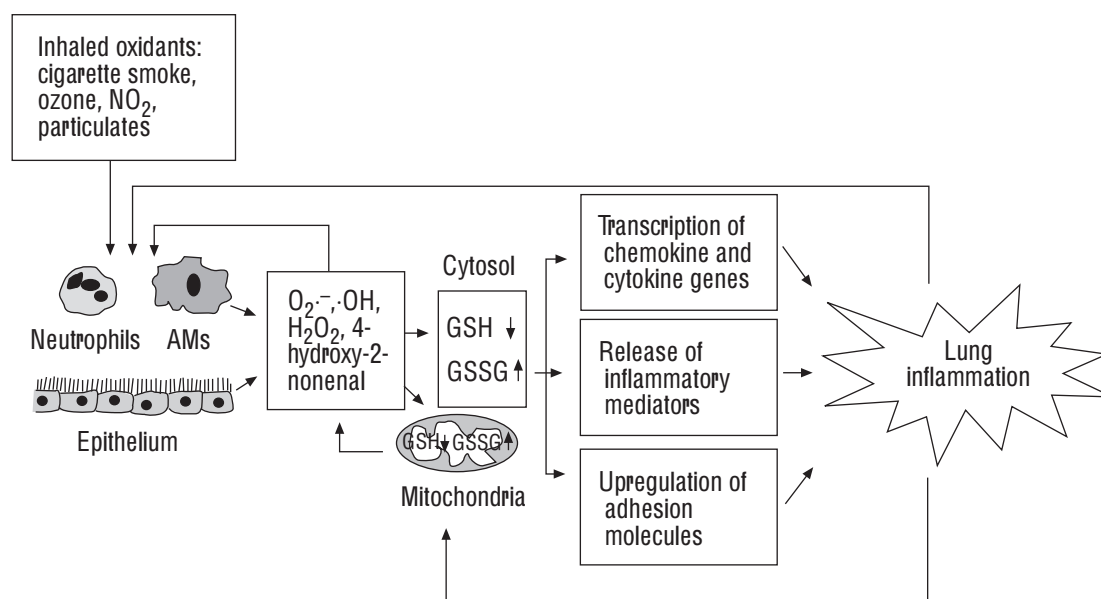 Inhaled oxidants:
cigarette smoke,
ozone, NO₂,
particulates
Neutrophils
AMs
Epithelium
O₂·⁻,·OH,
H₂O₂, 4-
hydroxy-2-
nonenal
Cytosol
GSH ↓
GSSG ↑
GSH↓ GSSG↑
Mitochondria
Transcription of
chemokine and
cytokine genes
Release of
inflammatory
mediators
Upregulation of
adhesion
molecules
Lung
inflammation